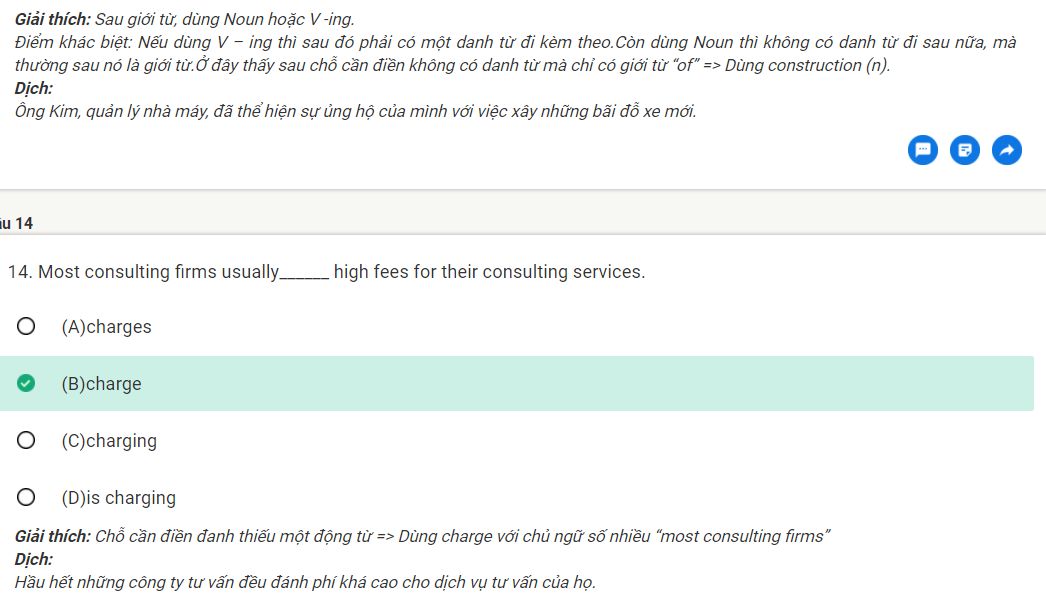 Giải thích: Sau giới từ, dùng Noun hoặc V -ing.
Điểm khác biệt: Nếu dùng V – ing thì sau đó phải có một danh từ đi kèm theo.Còn dùng Noun thì không có danh từ đi sau nữa, mà
thường sau nó là giới từ.Ở đây thấy sau chỗ cần điền không có danh từ mà chỉ có giới từ “of” => Dùng construction (n).
Dịch:
Ông Kim, quản lý nhà máy, đã thể hiện sự ủng hộ của mình với việc xây những bãi đỗ xe mới.
âu 14
14. Most consulting firms usually______ high fees for their consulting services.
(A)charges
(B)charge
(C)charging
(D)is charging
Giải thích: Chỗ cần điền đanh thiếu một động từ => Dùng charge với chủ ngữ số nhiều “most consulting firms”
Dịch:
Hầu hết những công ty tư vấn đều đánh phí khá cao cho dịch vụ tư vấn của họ.